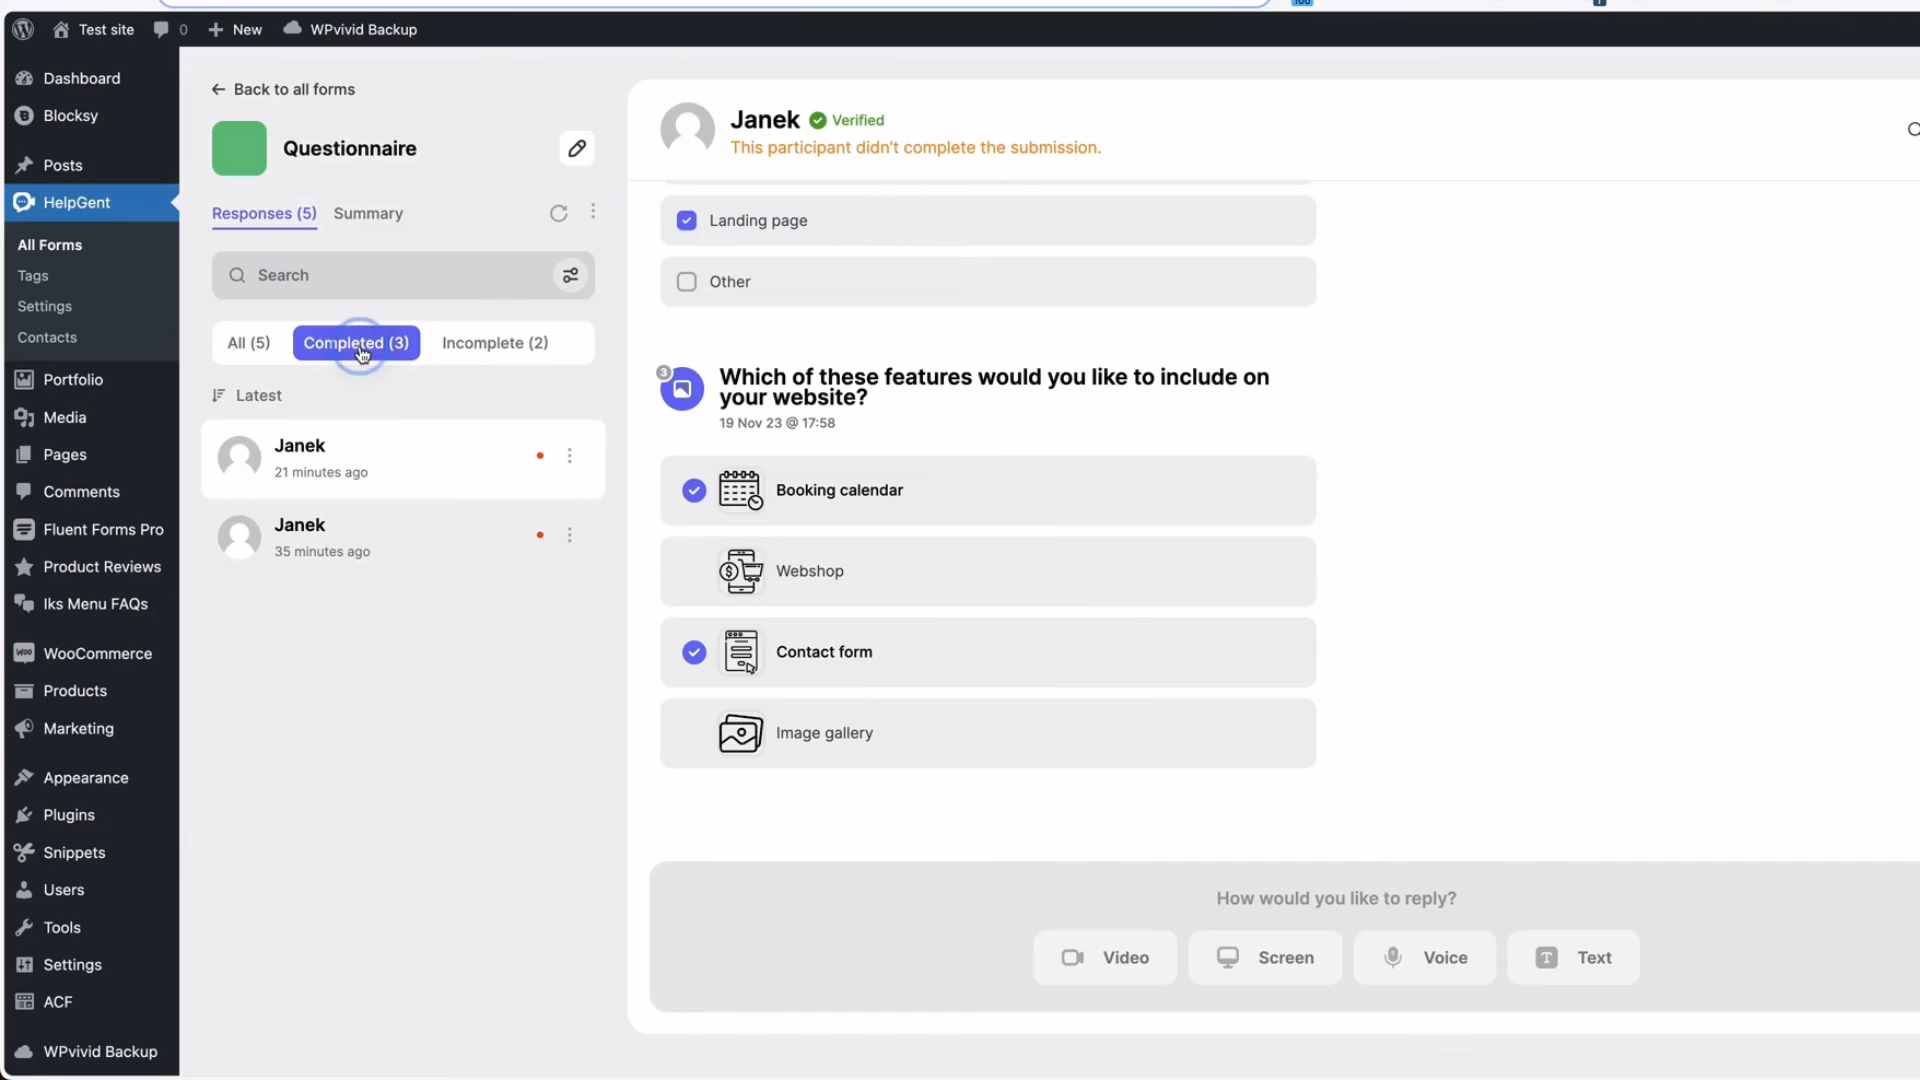 Test site
0
New
WPvivid Backup
Dashboard
Blocksy
Posts
HelpGent
All Forms
Tags
Settings
Contacts
Portfolio
Media
Pages
Comments
Fluent Forms Pro
Product Reviews
Iks Menu FAQs
WooCommerce
Products
Marketing
Appearance
Plugins
Snippets
Users
Tools
Settings
ACF
WPvivid Backup
Back to all forms
Questionnaire
Responses (5)
Summary
Search
All (5)
Completed (3)
Incomplete (2)
Latest
Janek
21 minutes ago
Janek
35 minutes ago
Janek
Verified
This participant didn't complete the submission.
Landing page
Other
3
Which of these features would you like to include on
your website?
19 Nov 23 @ 17:58
Booking calendar
Webshop
Contact form
Image gallery
How would you like to reply?
Video
Screen
Voice
T
Text